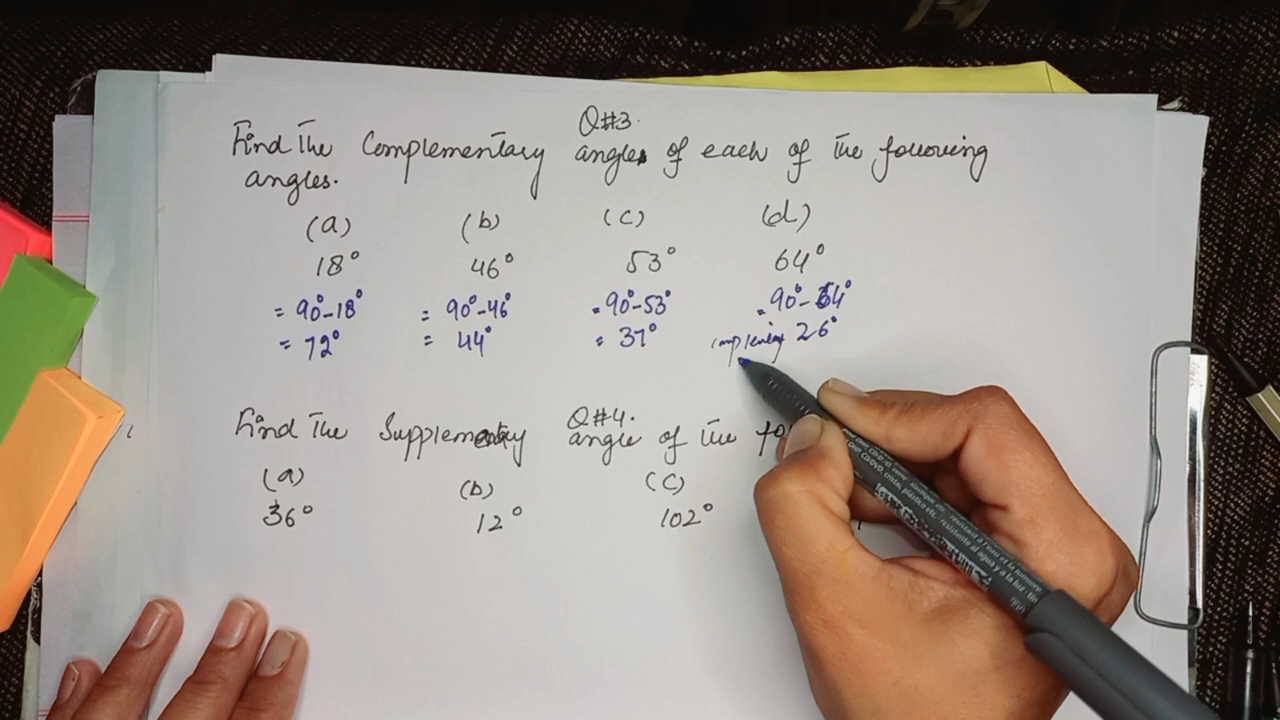 Q#3.
Find The Complementary angles of each of the following
angles.
(a) (b) (c) (d)
18° 46° 53° 64°
= 90°-18° = 90°-46° = 90°-53° = 90°-64°
= 72° = 44° = 37° 26°
Q#4.
Find The Supplementary angle of the
(a) (b) (c)
36° 12° 102°